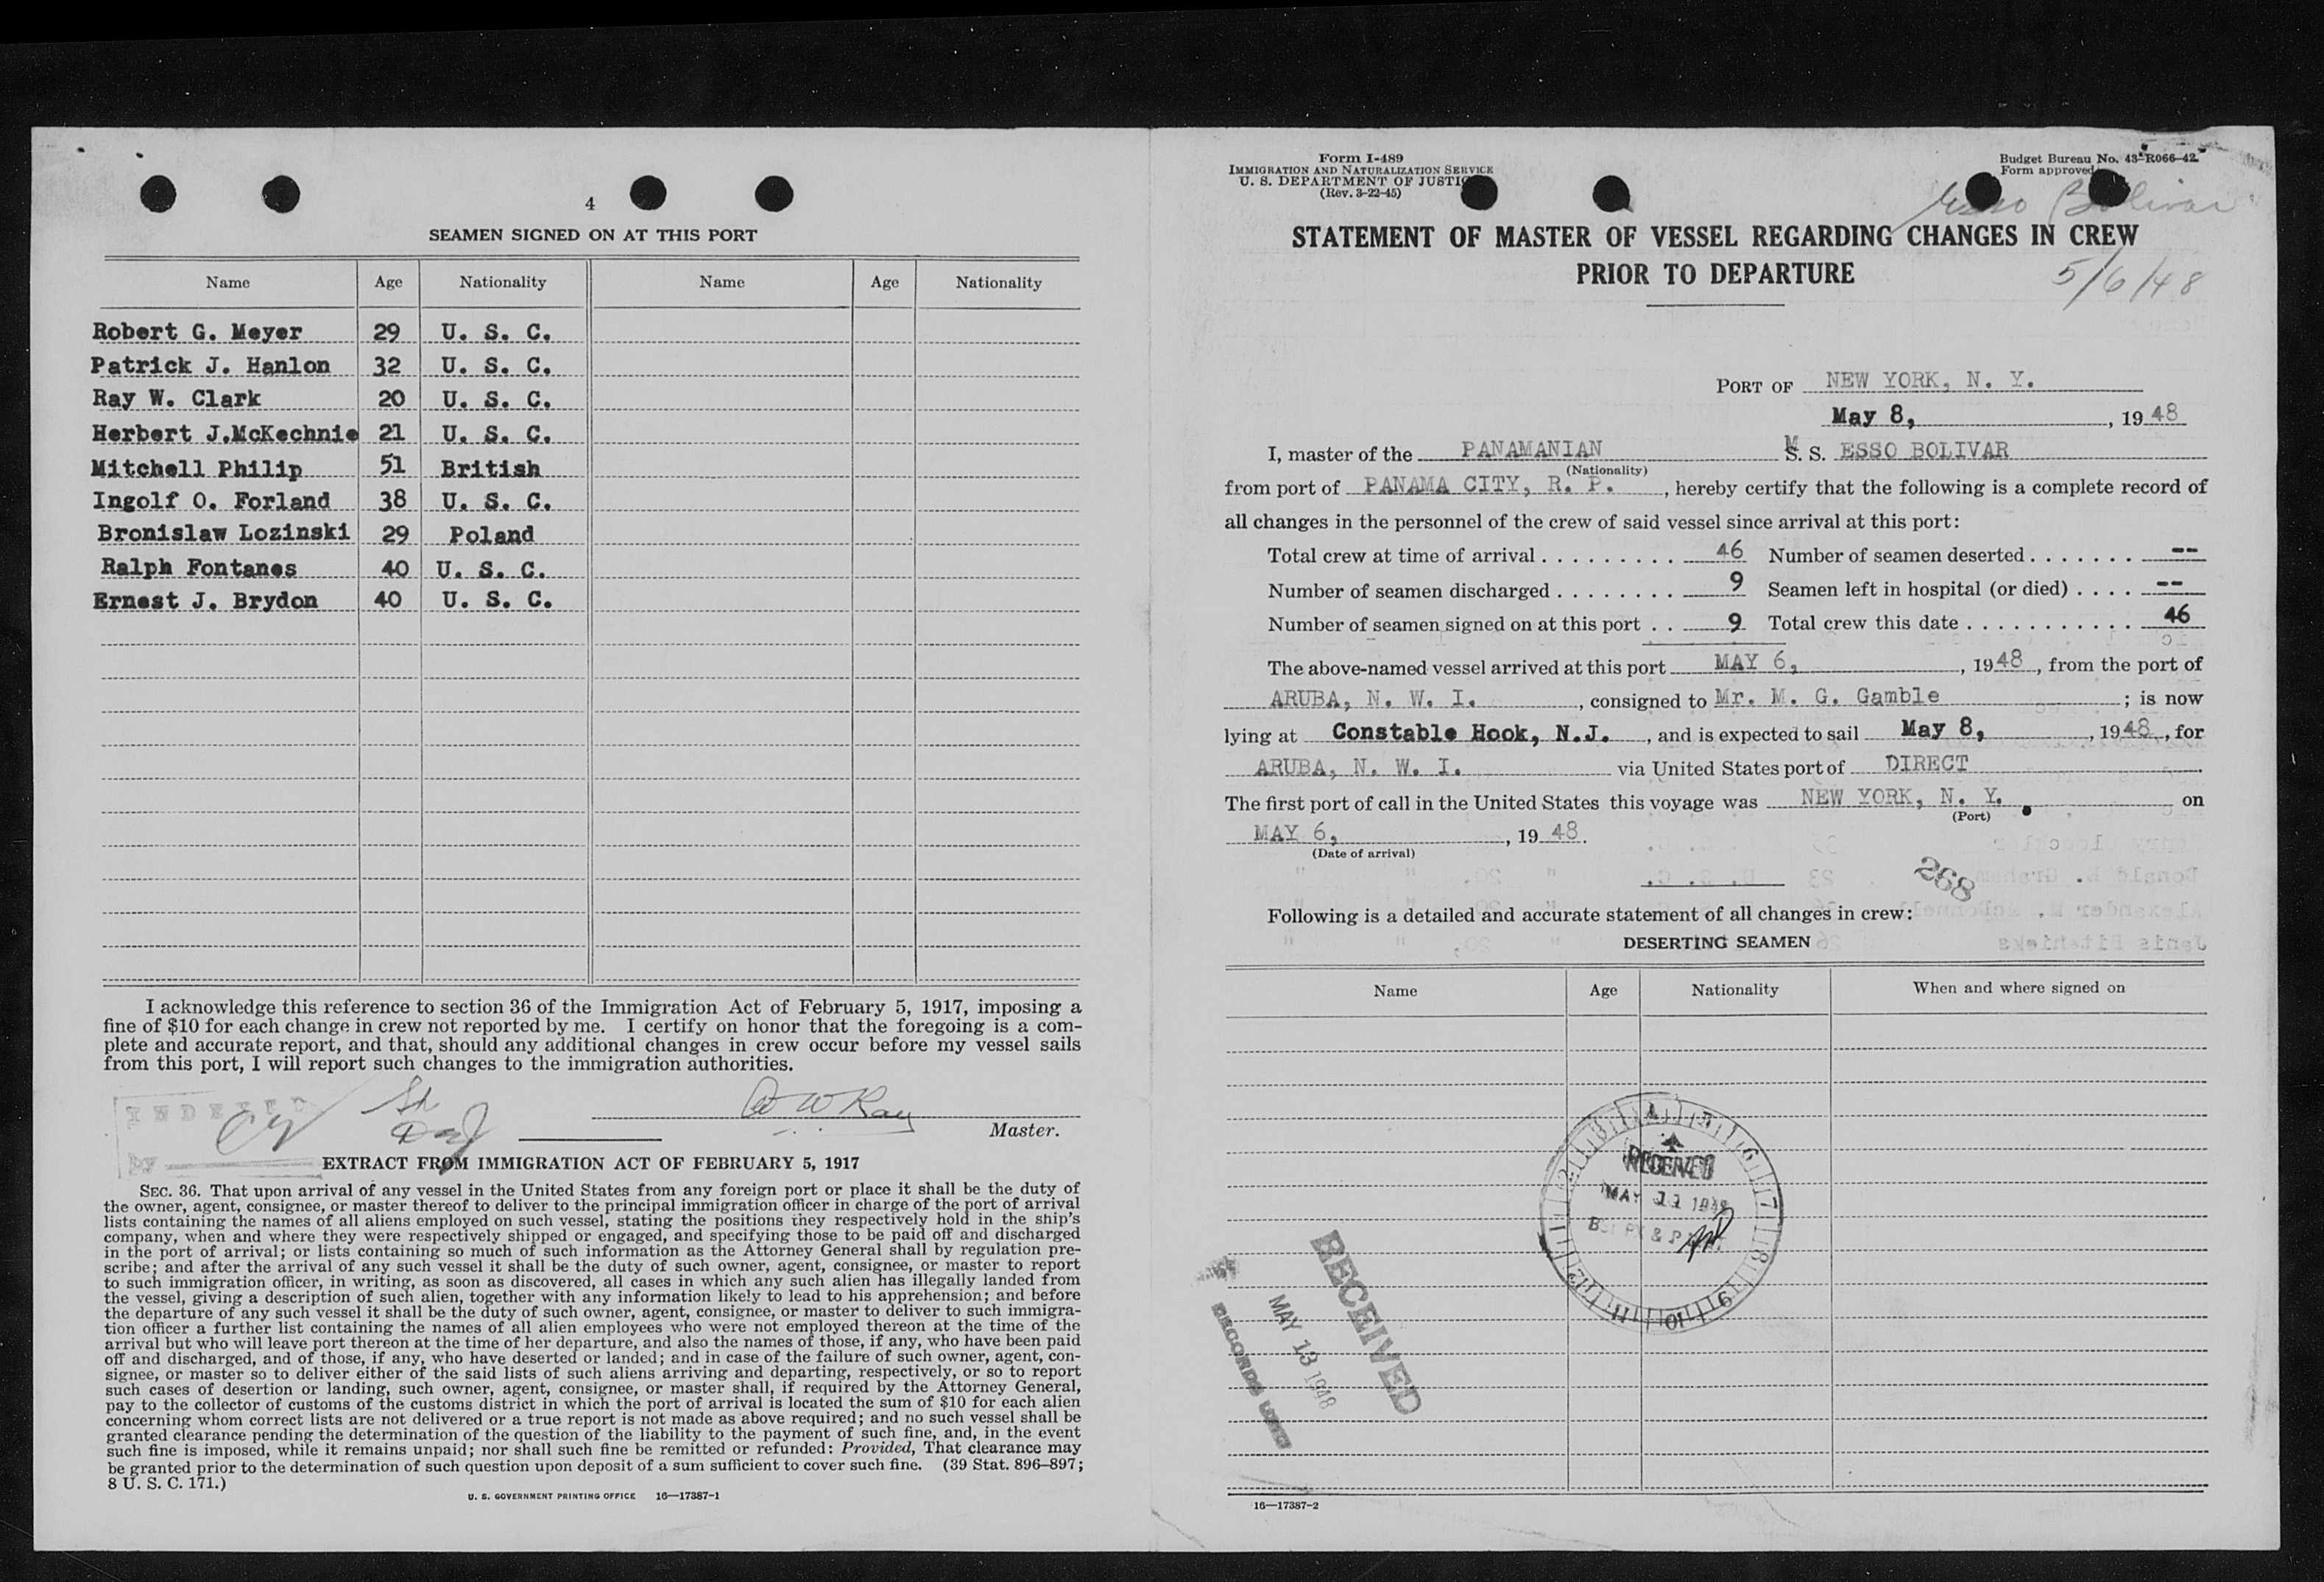 4
SEAMEN SIGNED ON AT THIS PORT
Name Age Nationality Name Age Nationality
Robert G. Meyer 29 U. S. C.
Patrick J. Hanlon 32 U. S. C.
Ray W. Clark 20 U. S. C.
Herbert J.McKechnie 21 U. S. C.
Mitchell Philip 51 British
Ingolf O. Forland 38 U. S. C.
Bronislaw Lozinski 29 Poland
Ralph Fontanes 40 U. S. C.
Ernest J. Brydon 40 U. S. C.
I acknowledge this reference to section 36 of the Immigration Act of February 5, 1917, imposing a
fine of $10 for each change in crew not reported by me. I certify on honor that the foregoing is a com-
plete and accurate report, and that, should any additional changes in crew occur before my vessel sails
from this port, I will report such changes to the immigration authorities.
INDEXED
BY
W Ray
Master.
EXTRACT FROM IMMIGRATION ACT OF FEBRUARY 5, 1917
SEC. 36. That upon arrival of any vessel in the United States from any foreign port or place it shall be the duty of
the owner, agent, consignee, or master thereof to deliver to the principal immigration officer in charge of the port of arrival
lists containing the names of all aliens employed on such vessel, stating the positions they respectively hold in the ship's
company, when and where they were respectively shipped or engaged, and specifying those to be paid off and discharged
in the port of arrival; or lists containing so much of such information as the Attorney General shall by regulation pre-
scribe; and after the arrival of any such vessel it shall be the duty of such owner, agent, consignee, or master to report
to such immigration officer, in writing, as soon as discovered, all cases in which any such alien has illegally landed from
the vessel, giving a description of such alien, together with any information likely to lead to his apprehension; and before
the departure of any such vessel it shall be the duty of such owner, agent, consignee, or master to deliver to such immigra-
tion officer a further list containing the names of all alien employees who were not employed thereon at the time of the
arrival but who will leave port thereon at the time of her departure, and also the names of those, if any, who have been paid
off and discharged, and of those, if any, who have deserted or landed; and in case of the failure of such owner, agent, con-
signee, or master so to deliver either of the said lists of such aliens arriving and departing, respectively, or so to report
such cases of desertion or landing, such owner, agent, consignee, or master shall, if required by the Attorney General,
pay to the collector of customs of the customs district in which the port of arrival is located the sum of $10 for each alien
concerning whom correct lists are not delivered or a true report is not made as above required; and no such vessel shall be
granted clearance pending the determination of the question of the liability to the payment of such fine, and, in the event
such fine is imposed, while it remains unpaid; nor shall such fine be remitted or refunded: Provided, That clearance may
be granted prior to the determination of such question upon deposit of a sum sufficient to cover such fine. (39 Stat. 896–897;
8 U. S. C. 171.)
U. S. GOVERNMENT PRINTING OFFICE 16—17387-1
Form I-489
IMMIGRATION AND NATURALIZATION SERVICE
U. S. DEPARTMENT OF JUSTICE
(Rev. 3-22-45)
Budget Bureau No. 43-R066-42
Form approved
Esso Bolivar
STATEMENT OF MASTER OF VESSEL REGARDING CHANGES IN CREW
PRIOR TO DEPARTURE
5/6/48
PORT OF NEW YORK, N. Y.
May 8, , 1948
I, master of the PANAMANIAN M S. S. ESSO BOLIVAR
(Nationality)
from port of PANAMA CITY, R. P. , hereby certify that the following is a complete record of
all changes in the personnel of the crew of said vessel since arrival at this port:
Total crew at time of arrival 46 Number of seamen deserted --
Number of seamen discharged 9 Seamen left in hospital (or died) --
Number of seamen signed on at this port 9 Total crew this date 46
The above-named vessel arrived at this port MAY 6, , 1948 , from the port of
ARUBA, N. W. I. , consigned to Mr. M. G. Gamble ; is now
lying at Constable Hook, N.J. , and is expected to sail May 8, , 1948 , for
ARUBA, N. W. I. via United States port of DIRECT
The first port of call in the United States this voyage was NEW YORK, N. Y. on
(Port)
MAY 6, , 1948.
(Date of arrival)
268
Following is a detailed and accurate statement of all changes in crew:
DESERTING SEAMEN
Name Age Nationality When and where signed on
RECEIVED
MAY 11 1948
RECEIVED
MAY 13 1948
RECORDS
16—17387-2